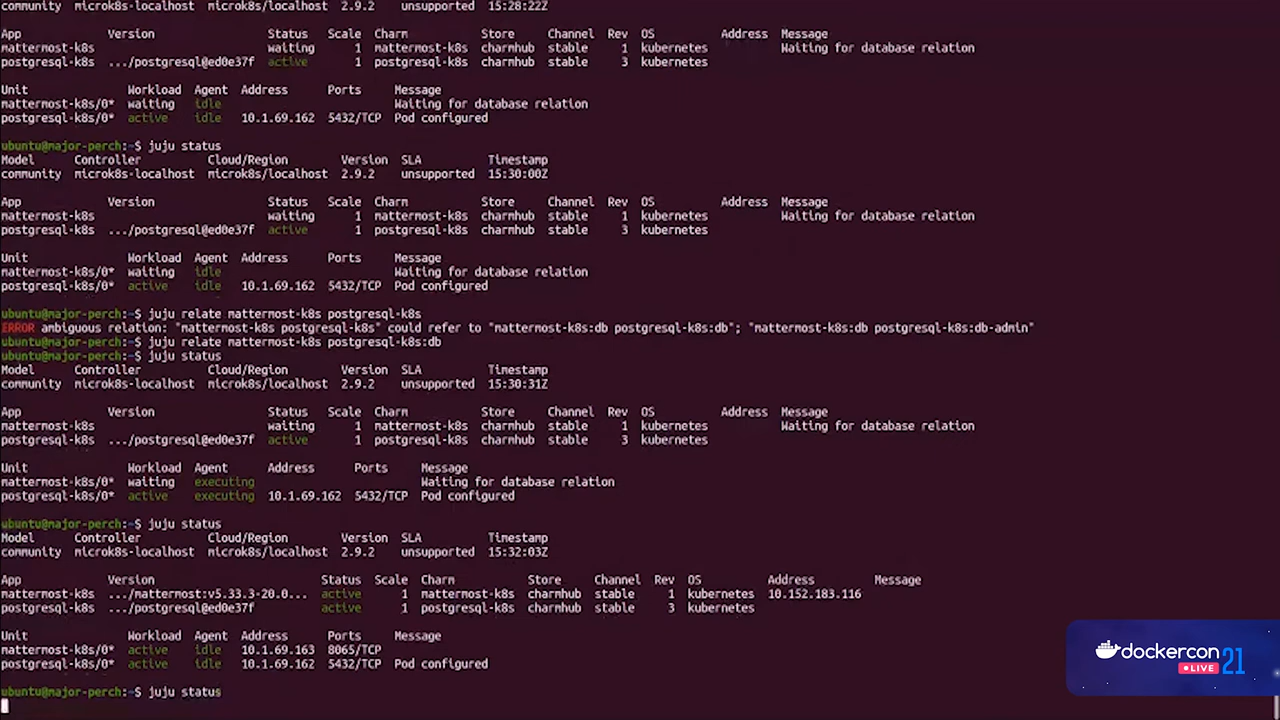 community microk8s-localhost microk8s/localhost 2.9.2 unsupported 15:28:22Z
App Version Status Scale Charm Store Channel Rev OS Address Message
mattermost-k8s waiting 1 mattermost-k8s charmhub stable 1 kubernetes Waiting for database relation
postgresql-k8s .../postgresql@ed0e37f active 1 postgresql-k8s charmhub stable 3 kubernetes
Unit Workload Agent Address Ports Message
mattermost-k8s/0* waiting idle Waiting for database relation
postgresql-k8s/0* active idle 10.1.69.162 5432/TCP Pod configured
ubuntu@major-perch:~$ juju status
Model Controller Cloud/Region Version SLA Timestamp
community microk8s-localhost microk8s/localhost 2.9.2 unsupported 15:30:00Z
App Version Status Scale Charm Store Channel Rev OS Address Message
mattermost-k8s waiting 1 mattermost-k8s charmhub stable 1 kubernetes Waiting for database relation
postgresql-k8s .../postgresql@ed0e37f active 1 postgresql-k8s charmhub stable 3 kubernetes
Unit Workload Agent Address Ports Message
mattermost-k8s/0* waiting idle Waiting for database relation
postgresql-k8s/0* active idle 10.1.69.162 5432/TCP Pod configured
ubuntu@major-perch:~$ juju relate mattermost-k8s postgresql-k8s
ERROR ambiguous relation: "mattermost-k8s postgresql-k8s" could refer to "mattermost-k8s:db postgresql-k8s:db"; "mattermost-k8s:db postgresql-k8s:db-admin"
ubuntu@major-perch:~$ juju relate mattermost-k8s postgresql-k8s:db
ubuntu@major-perch:~$ juju status
Model Controller Cloud/Region Version SLA Timestamp
community microk8s-localhost microk8s/localhost 2.9.2 unsupported 15:30:31Z
App Version Status Scale Charm Store Channel Rev OS Address Message
mattermost-k8s waiting 1 mattermost-k8s charmhub stable 1 kubernetes Waiting for database relation
postgresql-k8s .../postgresql@ed0e37f active 1 postgresql-k8s charmhub stable 3 kubernetes
Unit Workload Agent Address Ports Message
mattermost-k8s/0* waiting executing Waiting for database relation
postgresql-k8s/0* active executing 10.1.69.162 5432/TCP Pod configured
ubuntu@major-perch:~$ juju status
Model Controller Cloud/Region Version SLA Timestamp
community microk8s-localhost microk8s/localhost 2.9.2 unsupported 15:32:03Z
App Version Status Scale Charm Store Channel Rev OS Address Message
mattermost-k8s .../mattermost:v5.33.3-20.0... active 1 mattermost-k8s charmhub stable 1 kubernetes 10.152.183.116
postgresql-k8s .../postgresql@ed0e37f active 1 postgresql-k8s charmhub stable 3 kubernetes
Unit Workload Agent Address Ports Message
mattermost-k8s/0* active idle 10.1.69.163 8065/TCP
postgresql-k8s/0* active idle 10.1.69.162 5432/TCP Pod configured
ubuntu@major-perch:~$ juju status
dockercon
LIVE 21